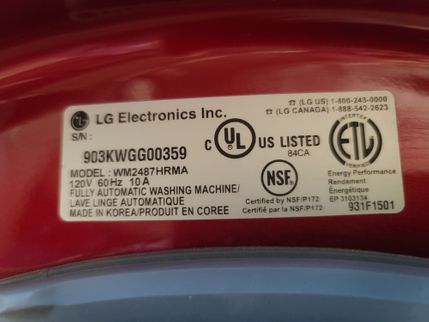 LG Electronics Inc.
☎ (LG US) 1-800-243-0000
☎ (LG CANADA) 1-888-542-2623
S/N :
903KWGG00359
MODEL : WM2487HRMA
120V 60Hz 10A
FULLY AUTOMATIC WASHING MACHINE/
LAVE LINGE AUTOMATIQUE
MADE IN KOREA/PRODUIT EN COREE
C UL US LISTED
84CA
NSF
Certified by NSF/P172
Certifié par la NSF/P172
ETL
Energy Performance
Rendement
Énergétique
EP 3103134
931F1501